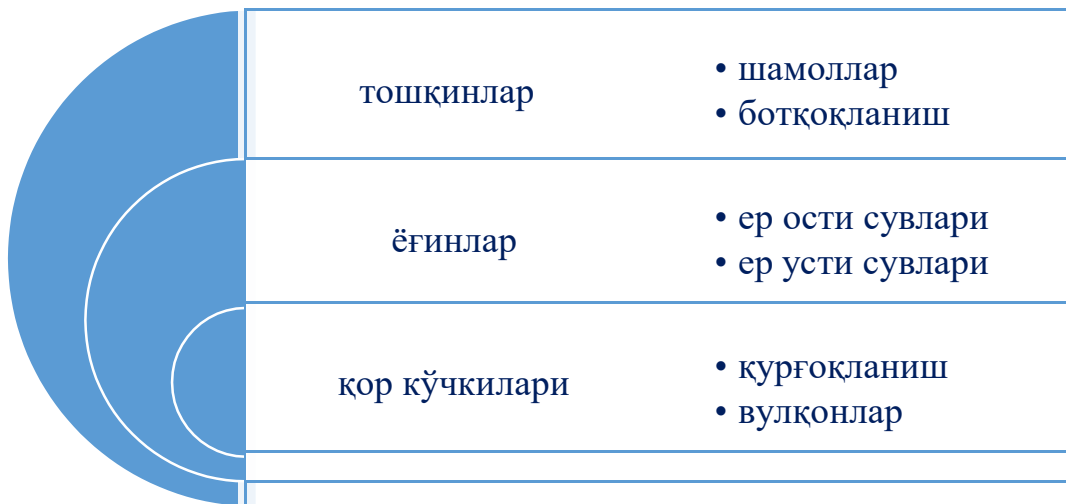 тошқинлар
• шамоллар
• ботқоқланиш
ёғинлар
• ер ости сувлари
• ер усти сувлари
қор кўчкилари
• қурғоқланиш
• вулқонлар